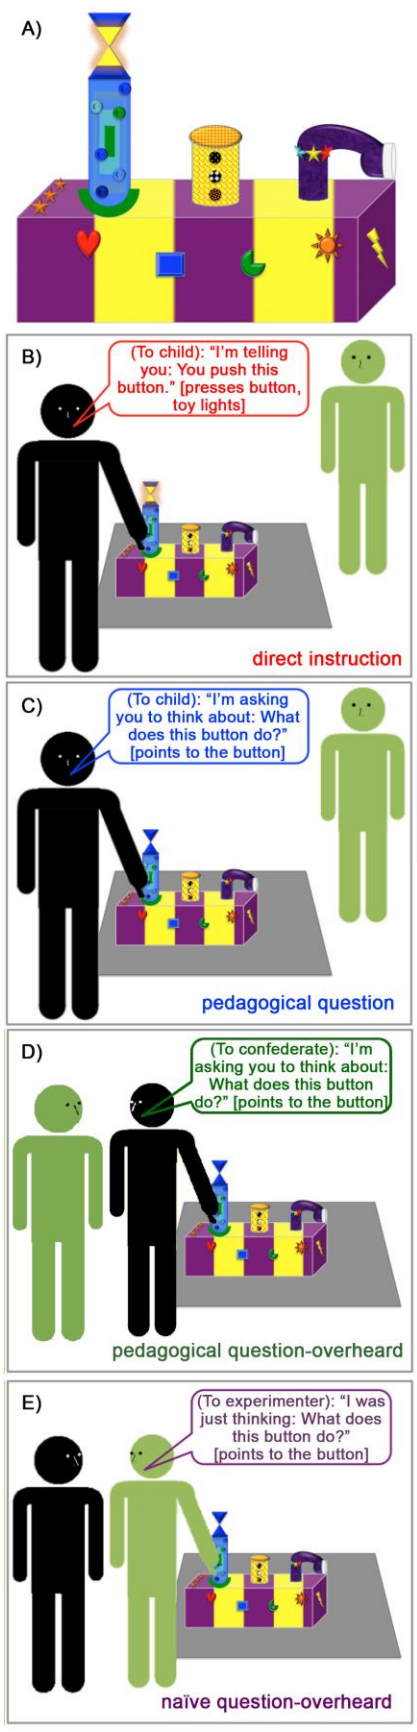 A)
B)
(To child): “I’m telling
you: You push this
button.” [presses button,
toy lights]
direct instruction
C)
(To child): “I’m asking
you to think about: What
does this button do?”
[points to the button]
pedagogical question
D)
(To confederate): “I’m
asking you to think about:
What does this button
do?” [points to the button]
pedagogical question-overheard
E)
(To experimenter): “I was
just thinking: What does
this button do?”
[points to the button]
naïve question-overheard